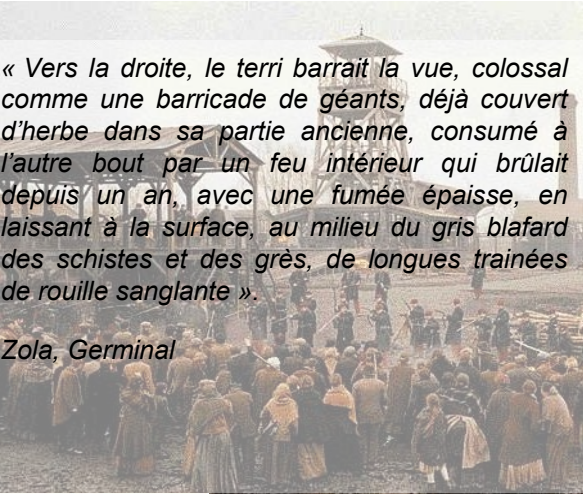 « Vers la droite, le terri barrait la vue, colossal
comme une barricade de géants, déjà couvert
d’herbe dans sa partie ancienne, consumé à
l’autre bout par un feu intérieur qui brûlait
depuis un an, avec une fumée épaisse, en
laissant à la surface, au milieu du gris blafard
des schistes et des grès, de longues trainées
de rouille sanglante ».
Zola, Germinal